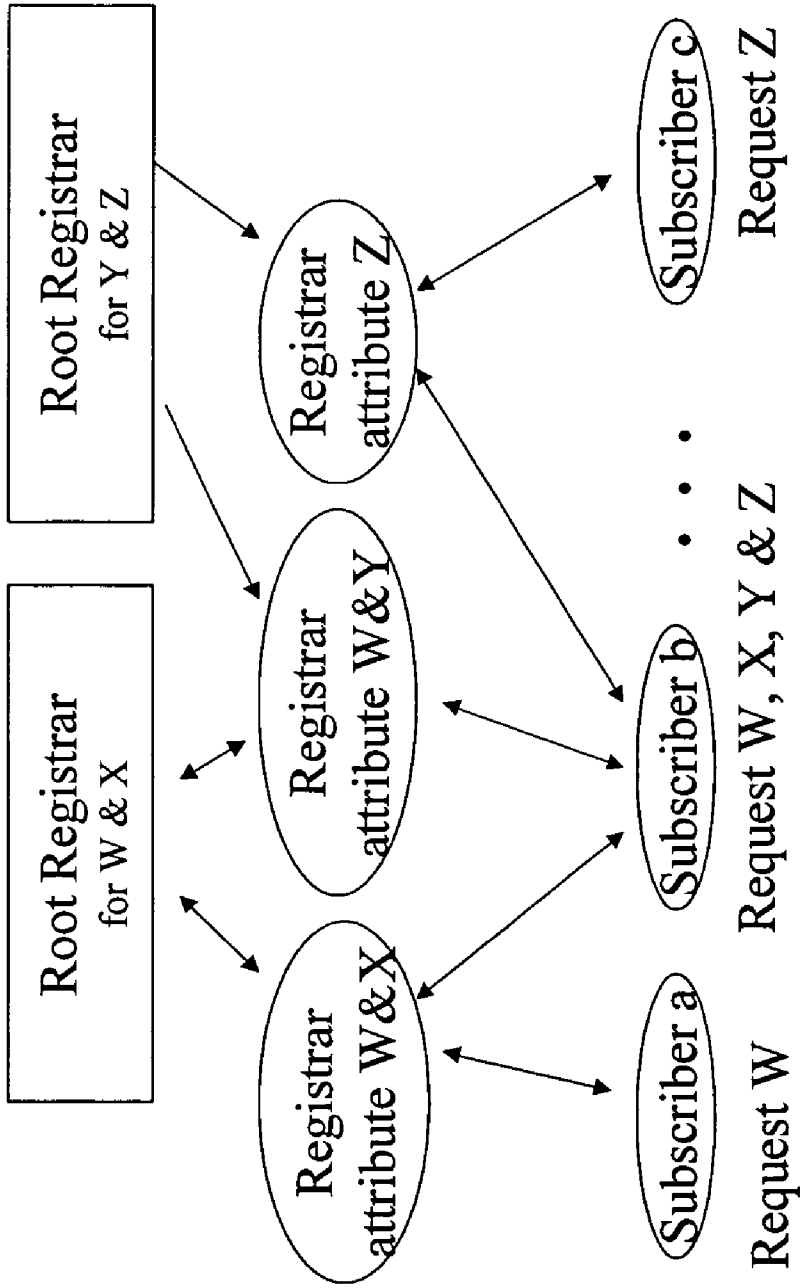 Root Registrar
for W & X
Root Registrar
for Y & Z
Registrar
attribute W&X
Registrar
attribute W&Y
Registrar
attribute Z
Subscriber a
Request W
Subscriber b
Request W, X, Y & Z
• • •
Subscriber c
Request Z